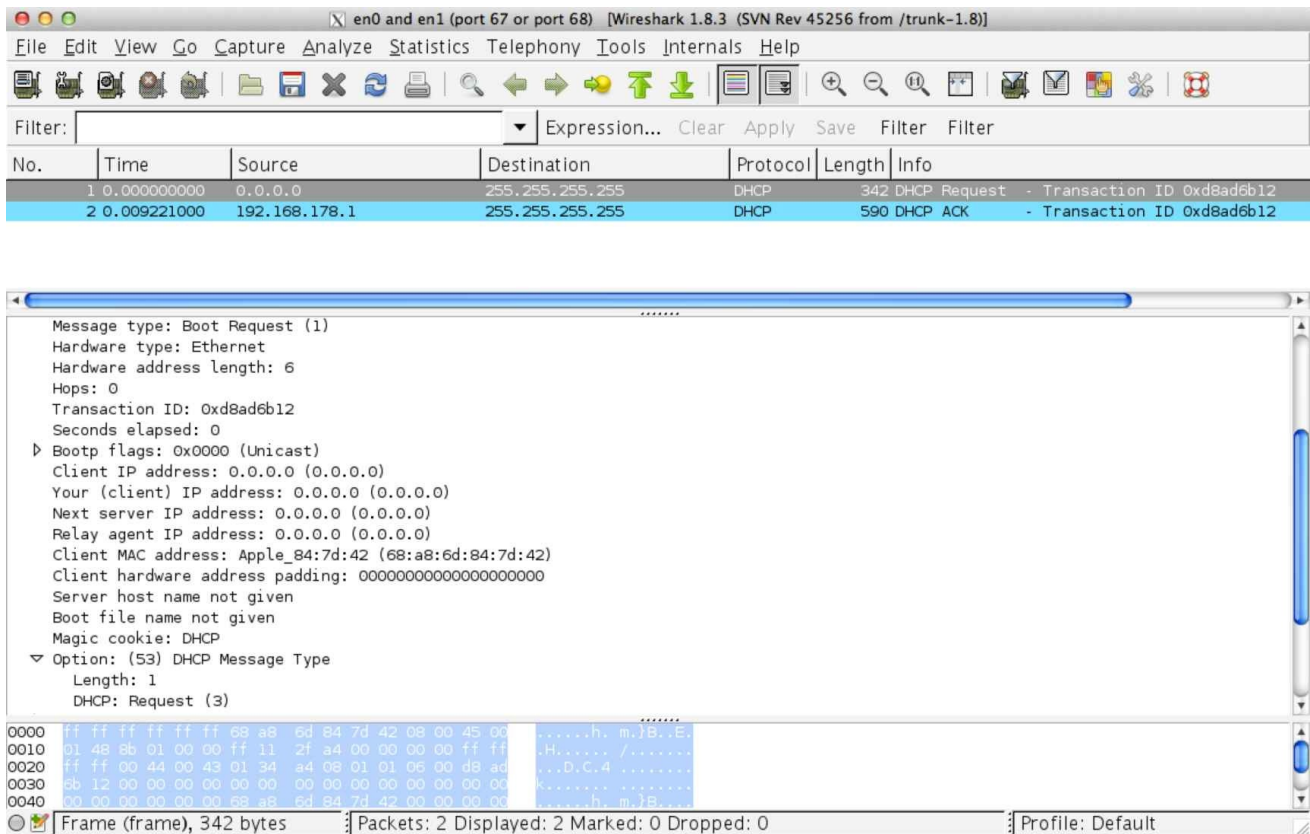 en0 and en1 (port 67 or port 68) [Wireshark 1.8.3 (SVN Rev 45256 from /trunk-1.8)]
File Edit View Go Capture Analyze Statistics Telephony Tools Internals Help
Filter: Expression... Clear Apply Save Filter Filter
No. Time Source Destination Protocol Length Info
1 0.000000000 0.0.0.0 255.255.255.255 DHCP 342 DHCP Request - Transaction ID 0xd8ad6b12
2 0.009221000 192.168.178.1 255.255.255.255 DHCP 590 DHCP ACK - Transaction ID 0xd8ad6b12
Message type: Boot Request (1)
Hardware type: Ethernet
Hardware address length: 6
Hops: 0
Transaction ID: 0xd8ad6b12
Seconds elapsed: 0
Bootp flags: 0x0000 (Unicast)
Client IP address: 0.0.0.0 (0.0.0.0)
Your (client) IP address: 0.0.0.0 (0.0.0.0)
Next server IP address: 0.0.0.0 (0.0.0.0)
Relay agent IP address: 0.0.0.0 (0.0.0.0)
Client MAC address: Apple_84:7d:42 (68:a8:6d:84:7d:42)
Client hardware address padding: 00000000000000000000
Server host name not given
Boot file name not given
Magic cookie: DHCP
Option: (53) DHCP Message Type
Length: 1
DHCP: Request (3)
0000 ff ff ff ff ff ff 68 a8 6d 84 7d 42 08 00 45 00 ......h. m.}B..E.
0010 01 48 8b 01 00 00 ff 11 2f a4 00 00 00 00 ff ff .H...... /.......
0020 ff ff 00 44 00 43 01 34 a4 08 01 01 06 00 d8 ad ...D.C.4 ........
0030 6b 12 00 00 00 00 00 00 00 00 00 00 00 00 00 00 k....... ........
0040 00 00 00 00 00 00 68 a8 6d 84 7d 42 00 00 00 00 ......h. m.}B....
Frame (frame), 342 bytes Packets: 2 Displayed: 2 Marked: 0 Dropped: 0 Profile: Default